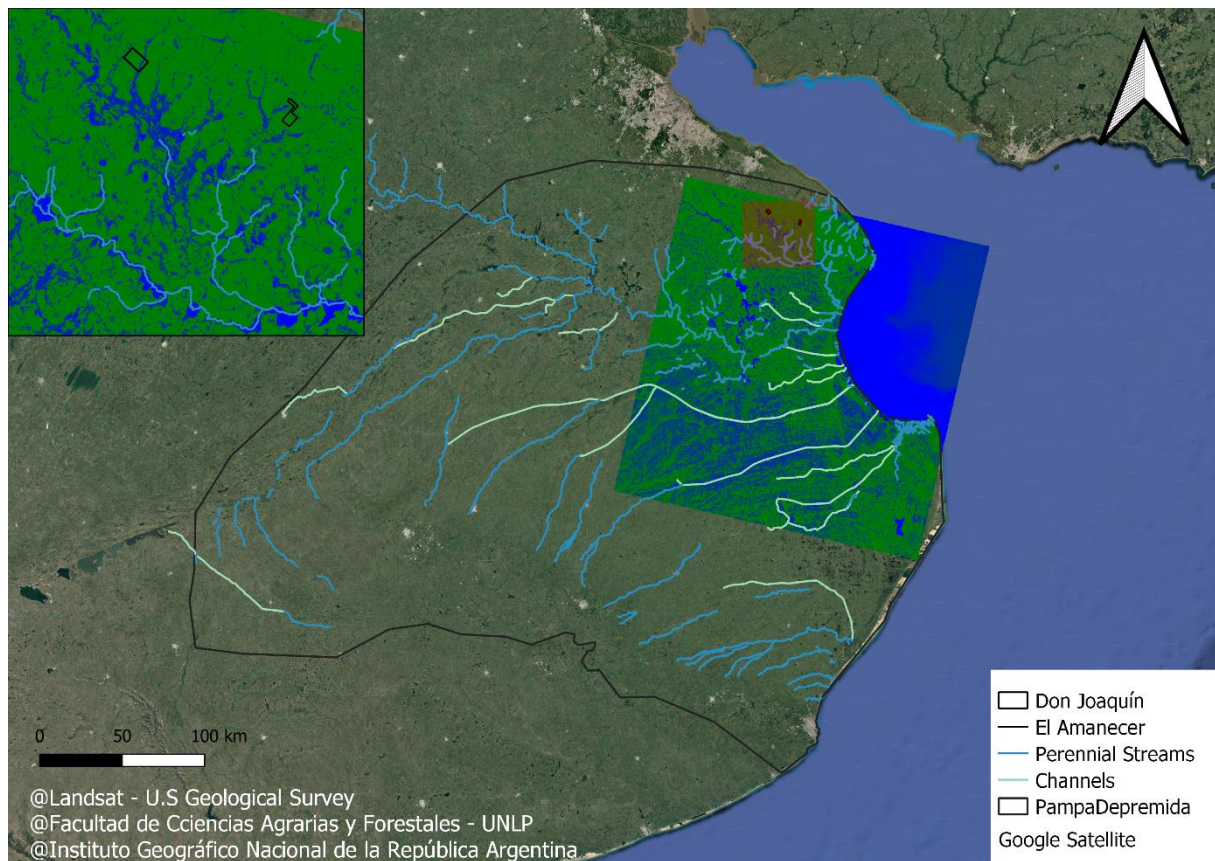 Don Joaquín
El Amanecer
Perennial Streams
Channels
PampaDepremida
Google Satellite
0 50 100 km
@Landsat - U.S Geological Survey
@Facultad de Cciencias Agrarias y Forestales - UNLP
@Instituto Geográfico Nacional de la República Argentina